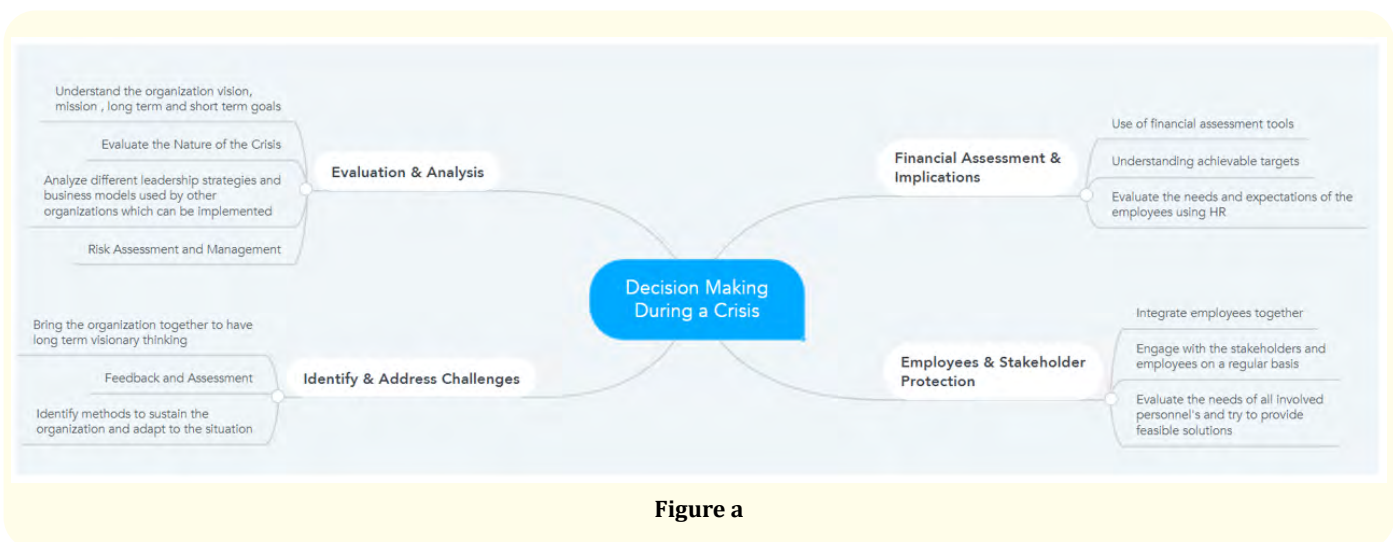 Understand the organization vision,
mission , long term and short term goals
Evaluate the Nature of the Crisis
Analyze different leadership strategies and
business models used by other
organizations which can be implemented
Risk Assessment and Management
Evaluation & Analysis
Bring the organization together to have
long term visionary thinking
Feedback and Assessment
Identify methods to sustain the
organization and adapt to the situation
Identify & Address Challenges
Decision Making
During a Crisis
Financial Assessment &
Implications
Use of financial assessment tools
Understanding achievable targets
Evaluate the needs and expectations of the
employees using HR
Employees & Stakeholder
Protection
Integrate employees together
Engage with the stakeholders and
employees on a regular basis
Evaluate the needs of all involved
personnel's and try to provide
feasible solutions
Figure a